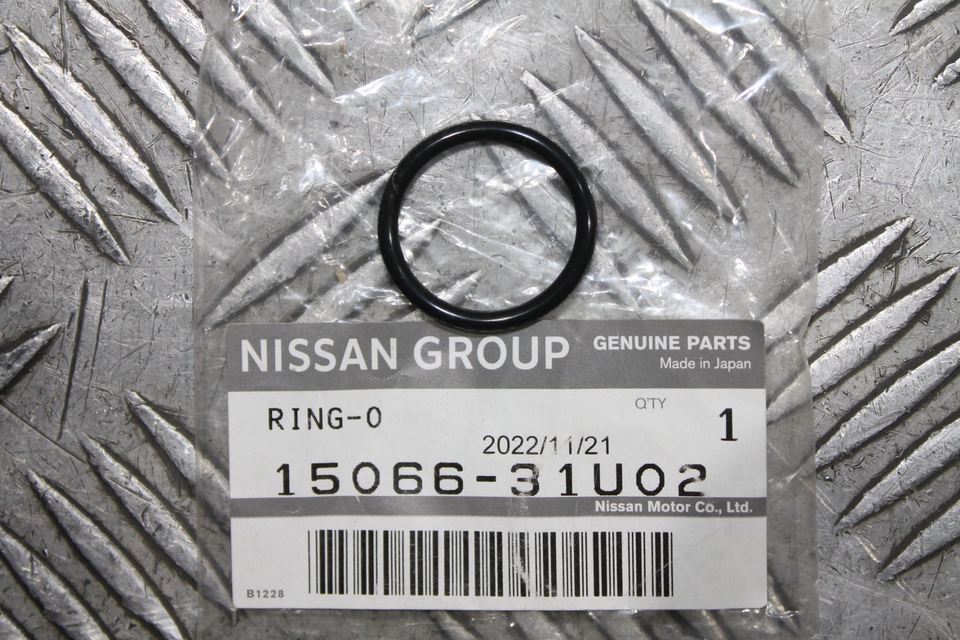 NISSAN GROUP
GENUINE PARTS
Made in Japan
RING-O
Q'TY
1
2022/11/21
15066-31U02
Nissan Motor Co., Ltd.
B1228